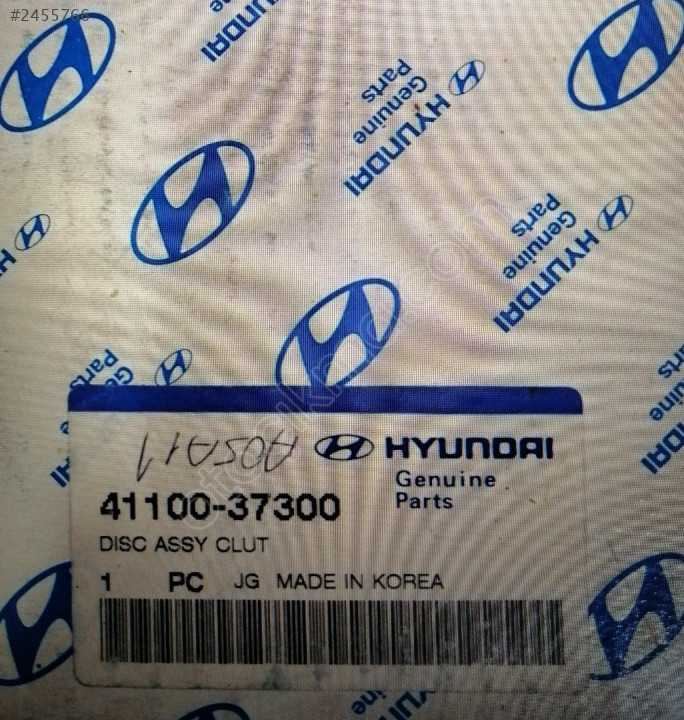 #2455766
HYUNDAI
HYUNDAI
Genuine
Parts
HYUNDAI
Genuine
Parts
Parts
HYUNDAI
Genuine
Parts
41100-37300
DISC ASSY CLUT
1 PC JG MADE IN KOREA
Genuine